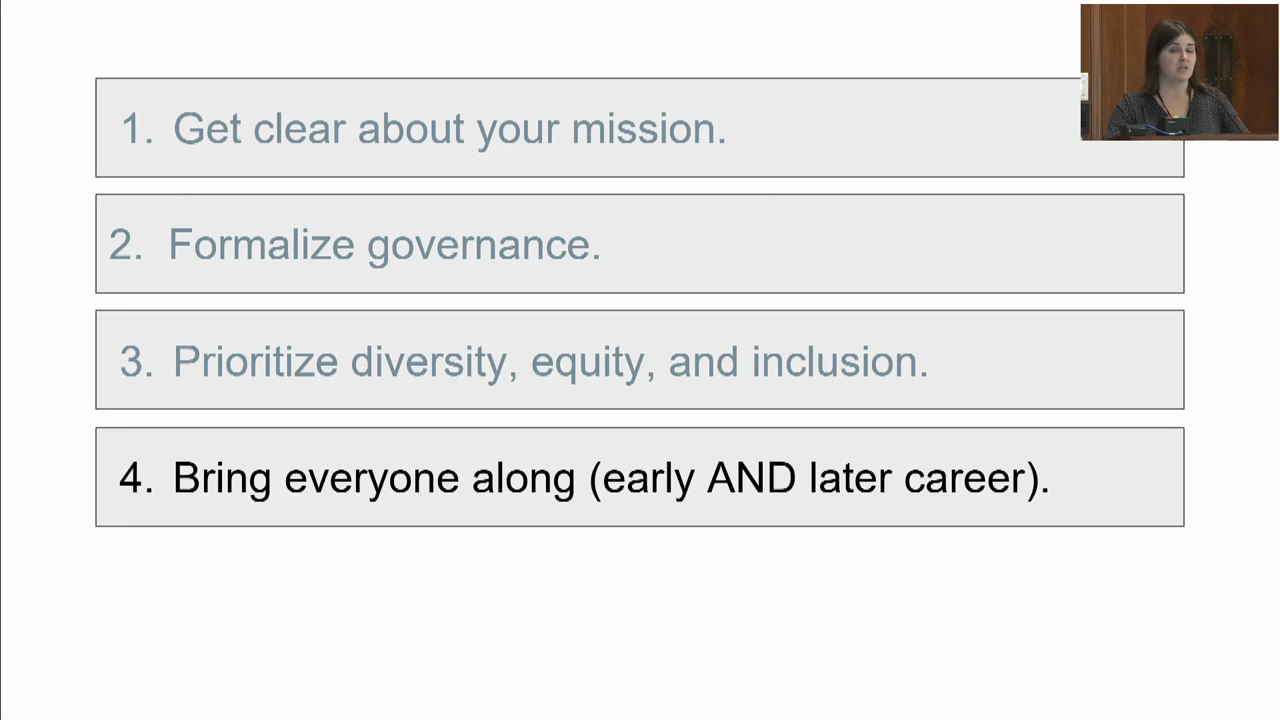 1. Get clear about your mission.
2. Formalize governance.
3. Prioritize diversity, equity, and inclusion.
4. Bring everyone along (early AND later career).